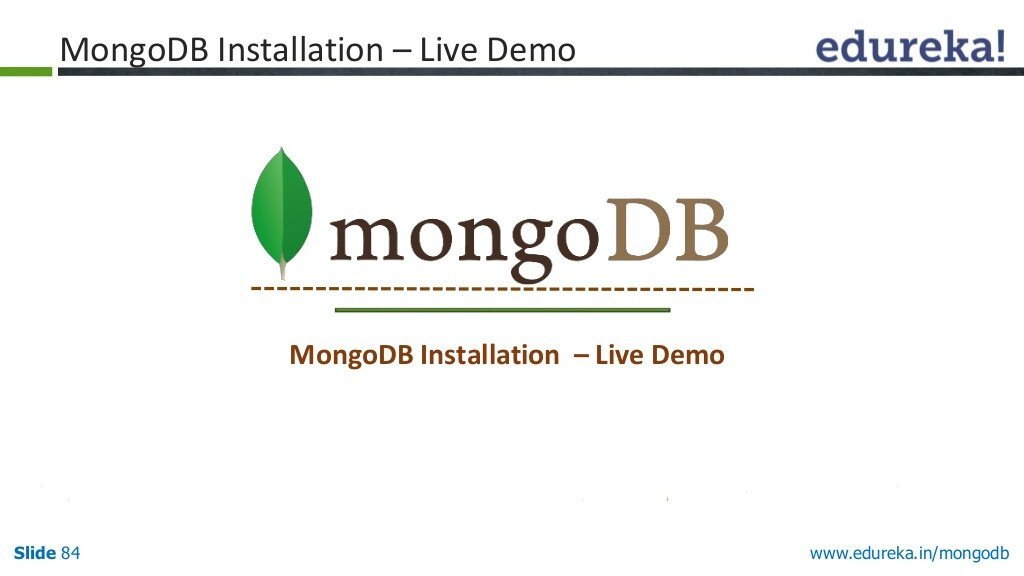 MongoDB Installation – Live Demo
edureka!
mongoDB
MongoDB Installation – Live Demo
Slide 84
www.edureka.in/mongodb